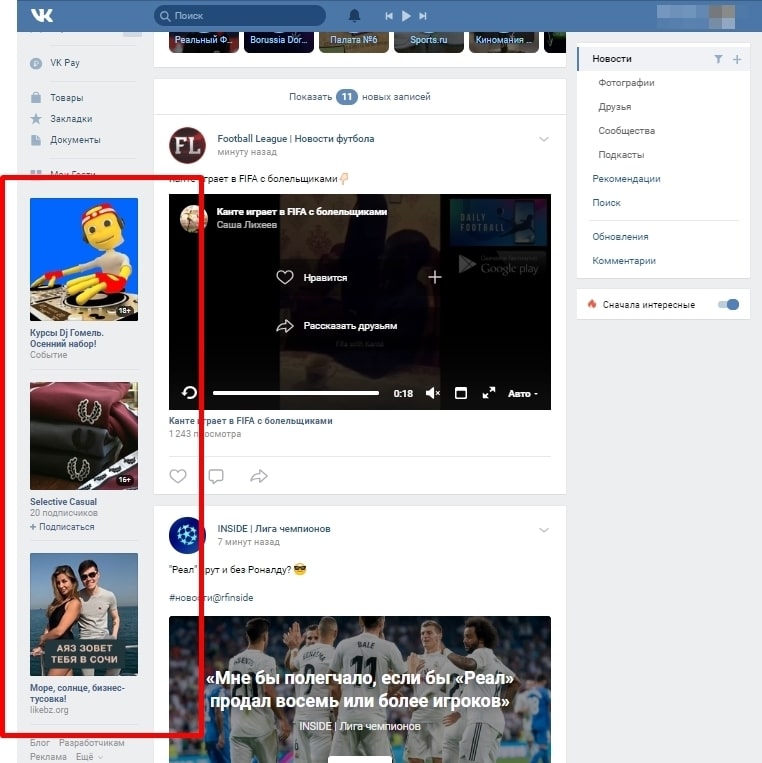 Поиск
VK Pay
Товары
Закладки
Документы
Мои Гости
18+
Курсы Dj Гомель.
Осенний набор!
Событие
16+
Selective Casual
20 подписчиков
+ Подписаться
АЯЗ ЗОВЕТ
ТЕБЯ В СОЧИ
Море, солнце, бизнес-
тусовка!
likebz.org
Блог Разработчикам
Реклама Ещё
Реальный Ф...
Borussia Dor...
Палата №6
Sports.ru
Киномания ...
Показать 11 новых записей
FL
Football League | Новости футбола
минуту назад
Канте играет в FIFA с болельщиками
Канте играет в FIFA с болельщиками
Саша Лихеев
DAILY
FOOTBALL
Google play
Нравится
Рассказать друзьям
Fifa with Kante
0:18
Авто
Канте играет в FIFA с болельщиками
1 243 просмотра
INSIDE | Лига чемпионов
7 минут назад
"Реал" крут и без Роналду?
#новости@rfinside
BALE
11
«Мне бы полегчало, если бы «Реал»
продал восемь или более игроков»
INSIDE | Лига чемпионов
Новости
Фотографии
Друзья
Сообщества
Подкасты
Рекомендации
Поиск
Обновления
Комментарии
Сначала интересные